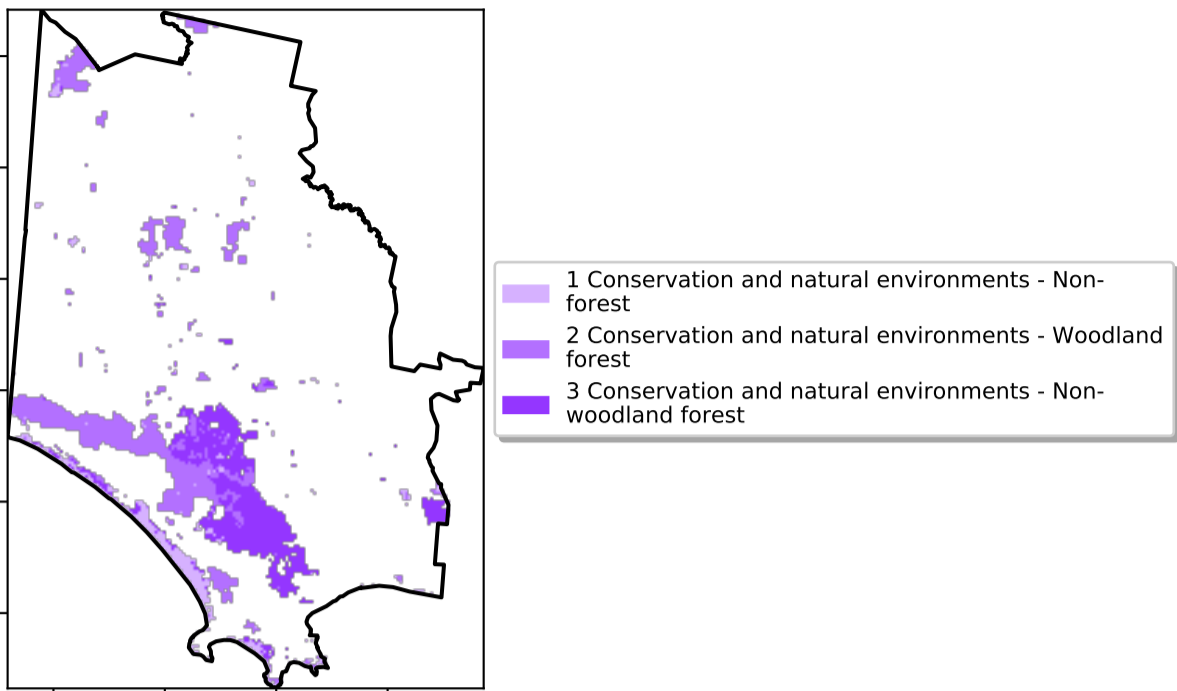 1 Conservation and natural environments - Non-
forest
2 Conservation and natural environments - Woodland
forest
3 Conservation and natural environments - Non-
woodland forest